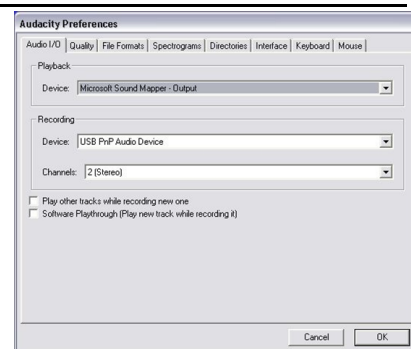 Audacity Preferences
Audio I/O Quality File Formats Spectrograms Directories Interface Keyboard Mouse
Playback
Device: Microsoft Sound Mapper - Output
Recording
Device: USB PnP Audio Device
Channels: 2 (Stereo)
Play other tracks while recording new one
Software Playthrough (Play new track while recording it)
Cancel OK